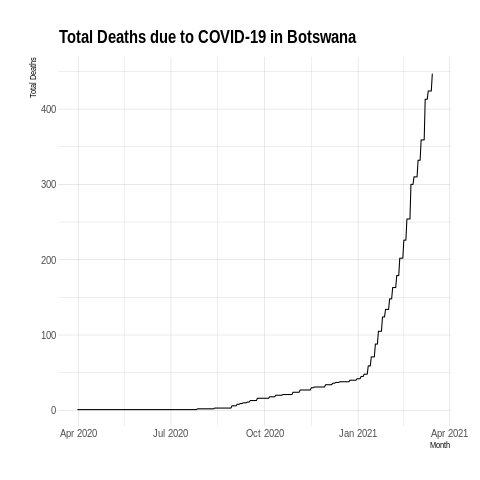 Total Deaths due to COVID-19 in Botswana
Total Deaths
400
300
200
100
0
Apr 2020 Jul 2020 Oct 2020 Jan 2021 Apr 2021
Month